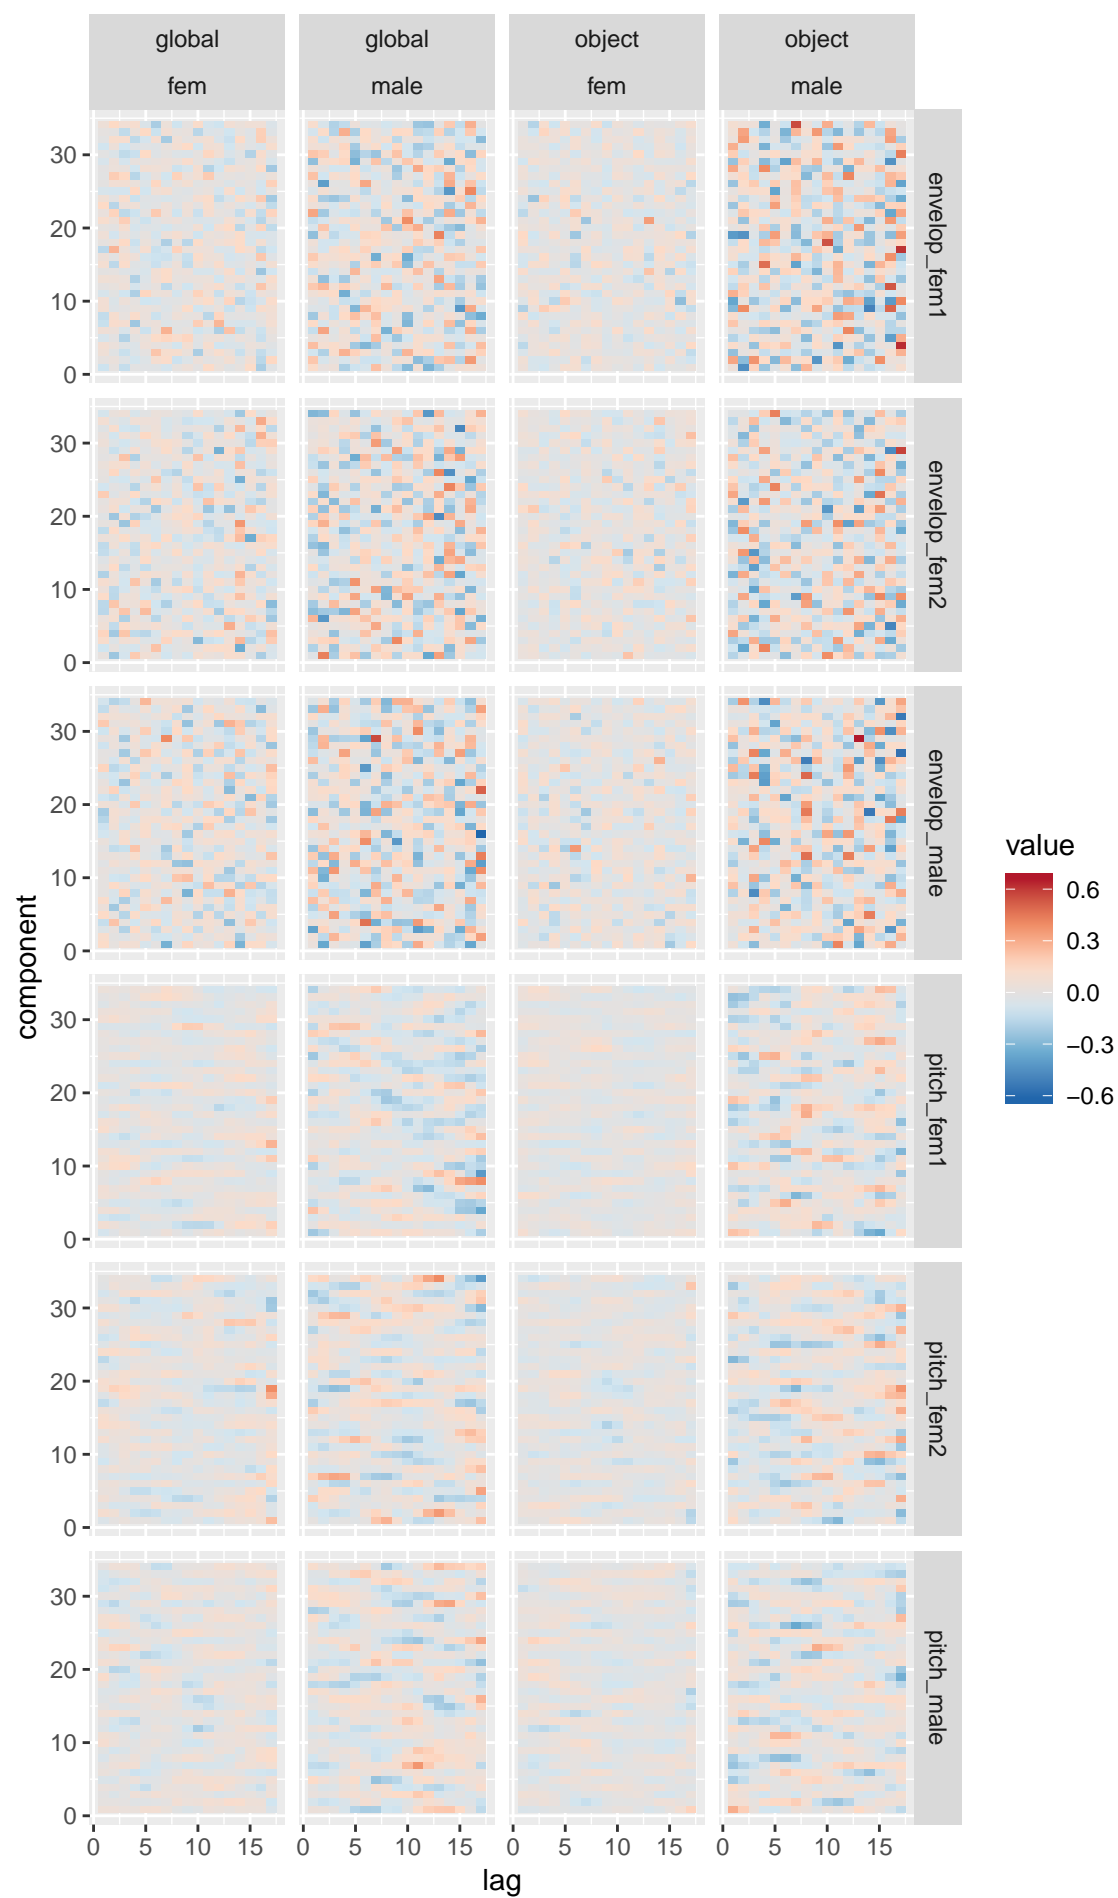 global global object object
fem male fem male
30
20
10
0
envelop_fem1
30
20
10
0
envelop_fem2
30
20
10
0
envelop_male
30
20
10
0
pitch_fem1
30
20
10
0
pitch_fem2
30
20
10
0
pitch_male
component
0 5 10 15 0 5 10 15 0 5 10 15 0 5 10 15
lag
value
0.6
0.3
0.0
−0.3
−0.6